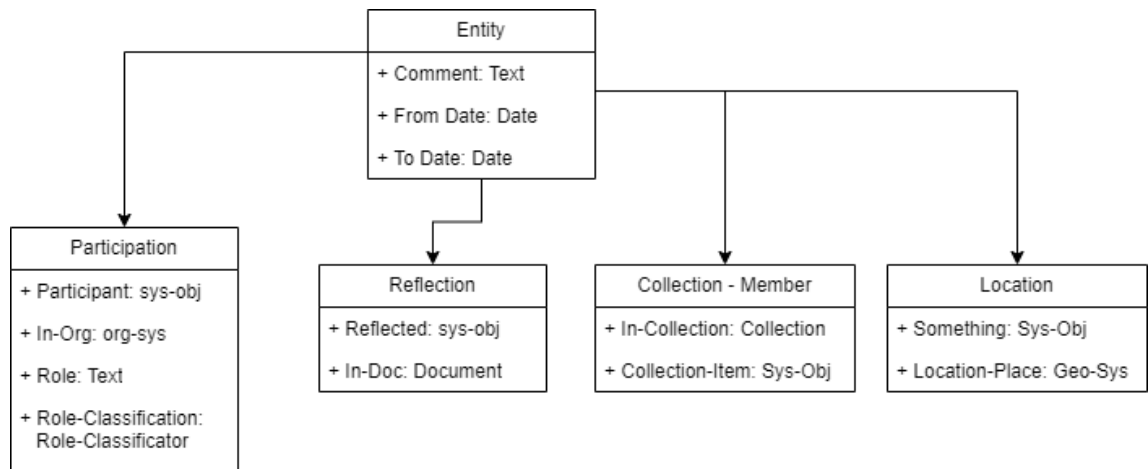 Entity
+ Comment: Text
+ From Date: Date
+ To Date: Date
Participation
+ Participant: sys-obj
+ In-Org: org-sys
+ Role: Text
+ Role-Classification:
Role-Classificator
Reflection
+ Reflected: sys-obj
+ In-Doc: Document
Collection - Member
+ In-Collection: Collection
+ Collection-Item: Sys-Obj
Location
+ Something: Sys-Obj
+ Location-Place: Geo-Sys